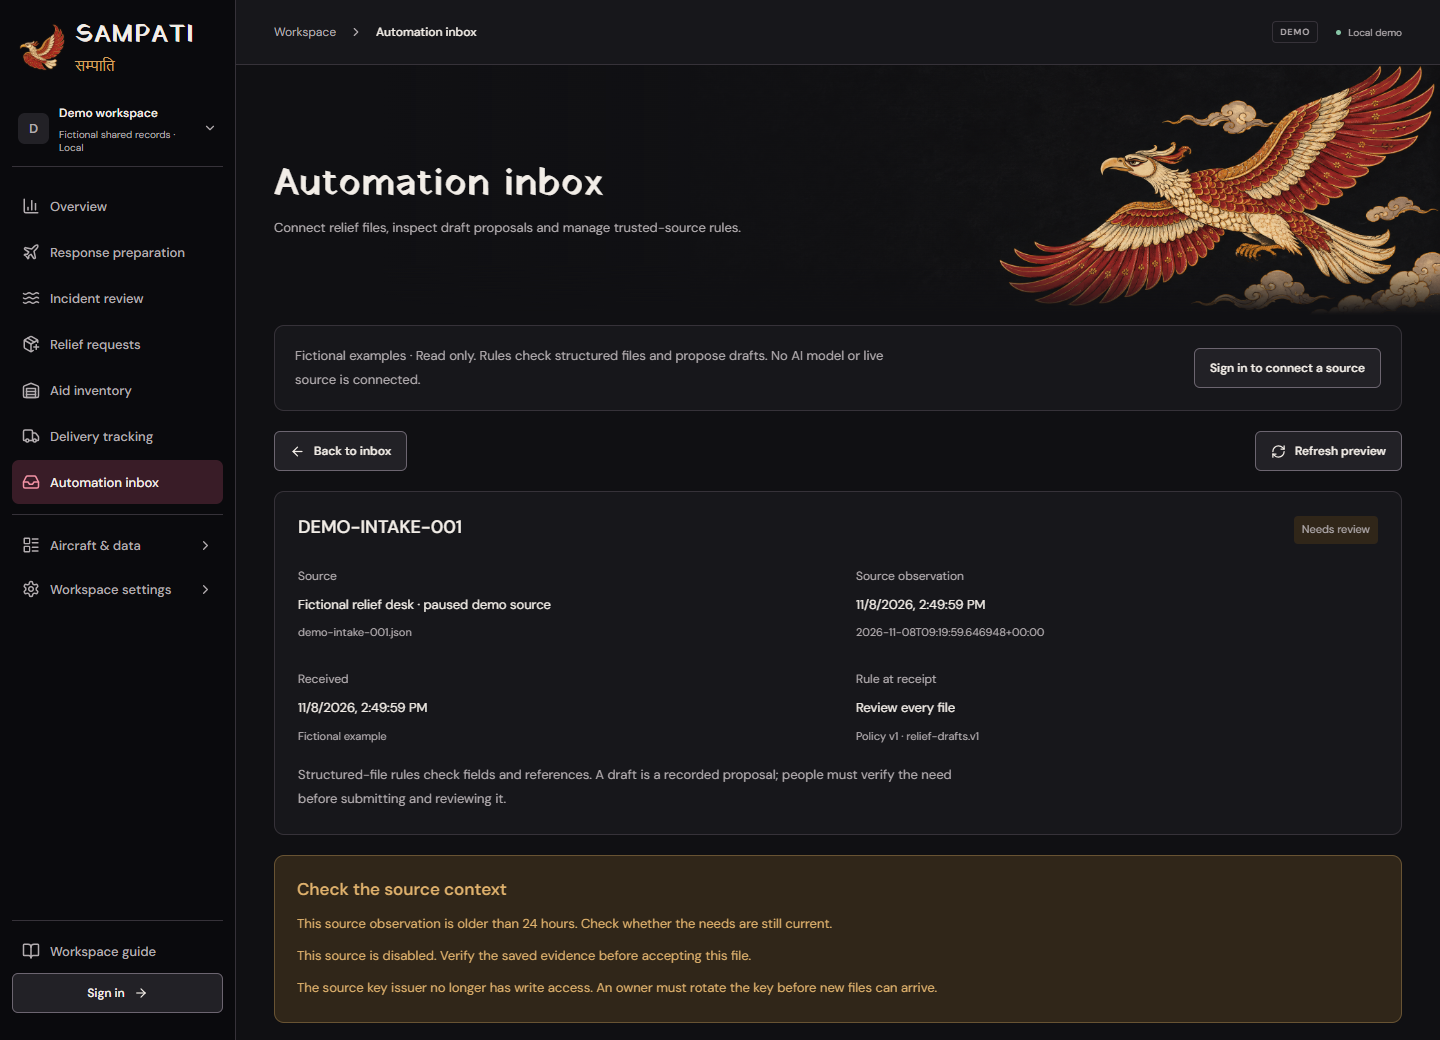 SAMPATI
सम्पाति
D
Demo workspace
Fictional shared records ·
Local
Overview
Response preparation
Incident review
Relief requests
Aid inventory
Delivery tracking
Automation inbox
Aircraft & data
Workspace settings
Workspace guide
Sign in
Workspace
Automation inbox
DEMO
Local demo
Automation inbox
Connect relief files, inspect draft proposals and manage trusted-source rules.
Fictional examples · Read only. Rules check structured files and propose drafts. No AI model or live
source is connected.
Sign in to connect a source
Back to inbox
Refresh preview
DEMO-INTAKE-001
Needs review
Source
Fictional relief desk · paused demo source
demo-intake-001.json
Source observation
11/8/2026, 2:49:59 PM
2026-11-08T09:19:59.646948+00:00
Received
11/8/2026, 2:49:59 PM
Fictional example
Rule at receipt
Review every file
Policy v1 · relief-drafts.v1
Structured-file rules check fields and references. A draft is a recorded proposal; people must verify the need
before submitting and reviewing it.
Check the source context
This source observation is older than 24 hours. Check whether the needs are still current.
This source is disabled. Verify the saved evidence before accepting this file.
The source key issuer no longer has write access. An owner must rotate the key before new files can arrive.